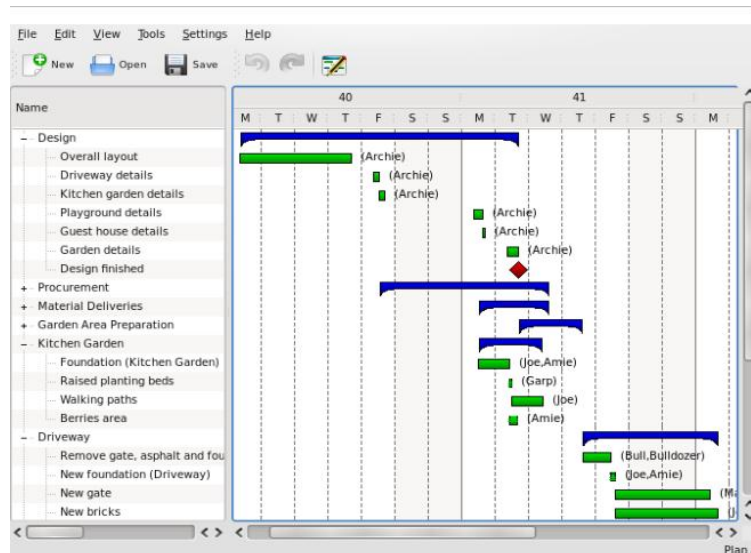 File Edit View Tools Settings Help
New Open Save
Name
40 41
M T W T F S S M T W T F S S M
Design
Overall layout (Archie)
Driveway details (Archie)
Kitchen garden details (Archie)
Playground details (Archie)
Guest house details (Archie)
Garden details (Archie)
Design finished
Procurement
Material Deliveries
Garden Area Preparation
Kitchen Garden
Foundation (Kitchen Garden) (Joe,Amie)
Raised planting beds (Garp)
Walking paths (Joe)
Berries area (Amie)
Driveway
Remove gate, asphalt and fou (Bull,Bulldozer)
New foundation (Driveway) (Joe,Amie)
New gate
New bricks
Plan